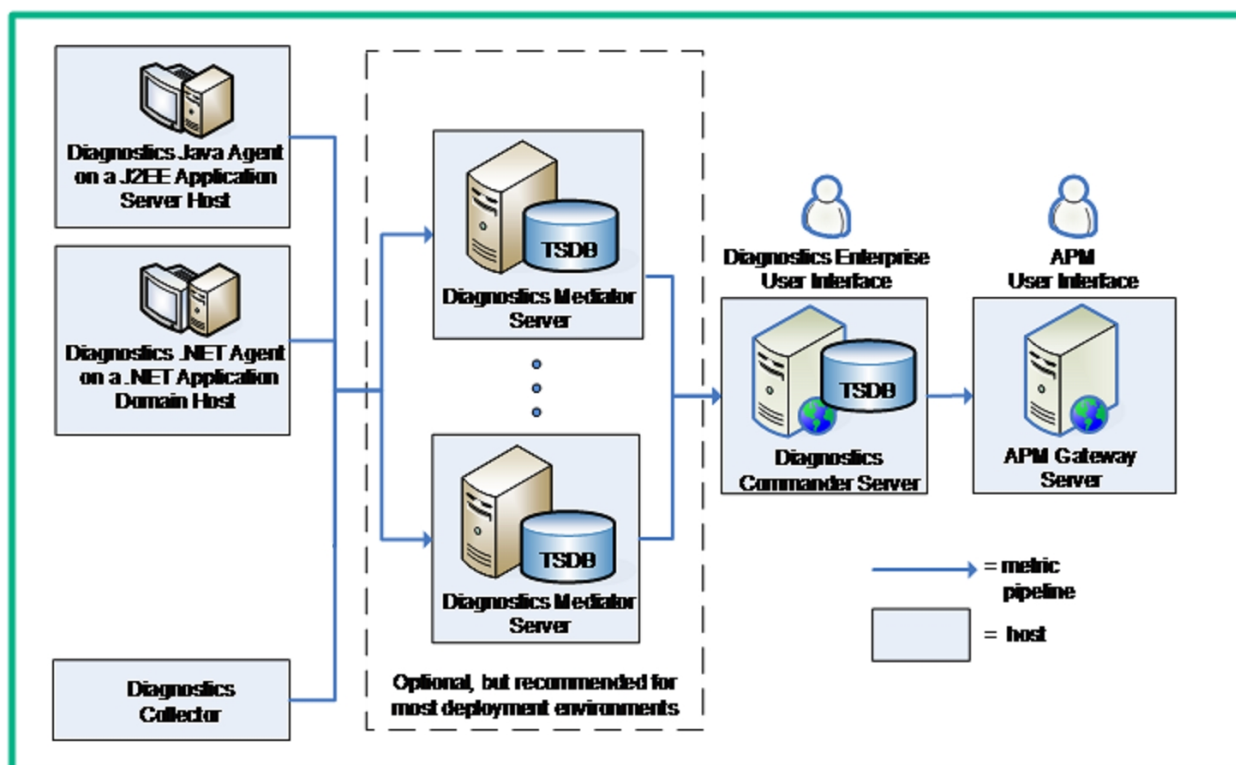 Diagnostics Java Agent
on a J2EE Application
Server Host
Diagnostics .NET Agent
on a .NET Application
Domain Host
Diagnostics
Collector
TSDB
Diagnostics Mediator
Server
TSDB
Diagnostics Mediator
Server
Optional, but recommended for
most deployment environments
Diagnostics Enterprise
User Interface
TSDB
Diagnostics
Commander Server
APM
User Interface
APM Gateway
Server
= metric
pipeline
= host